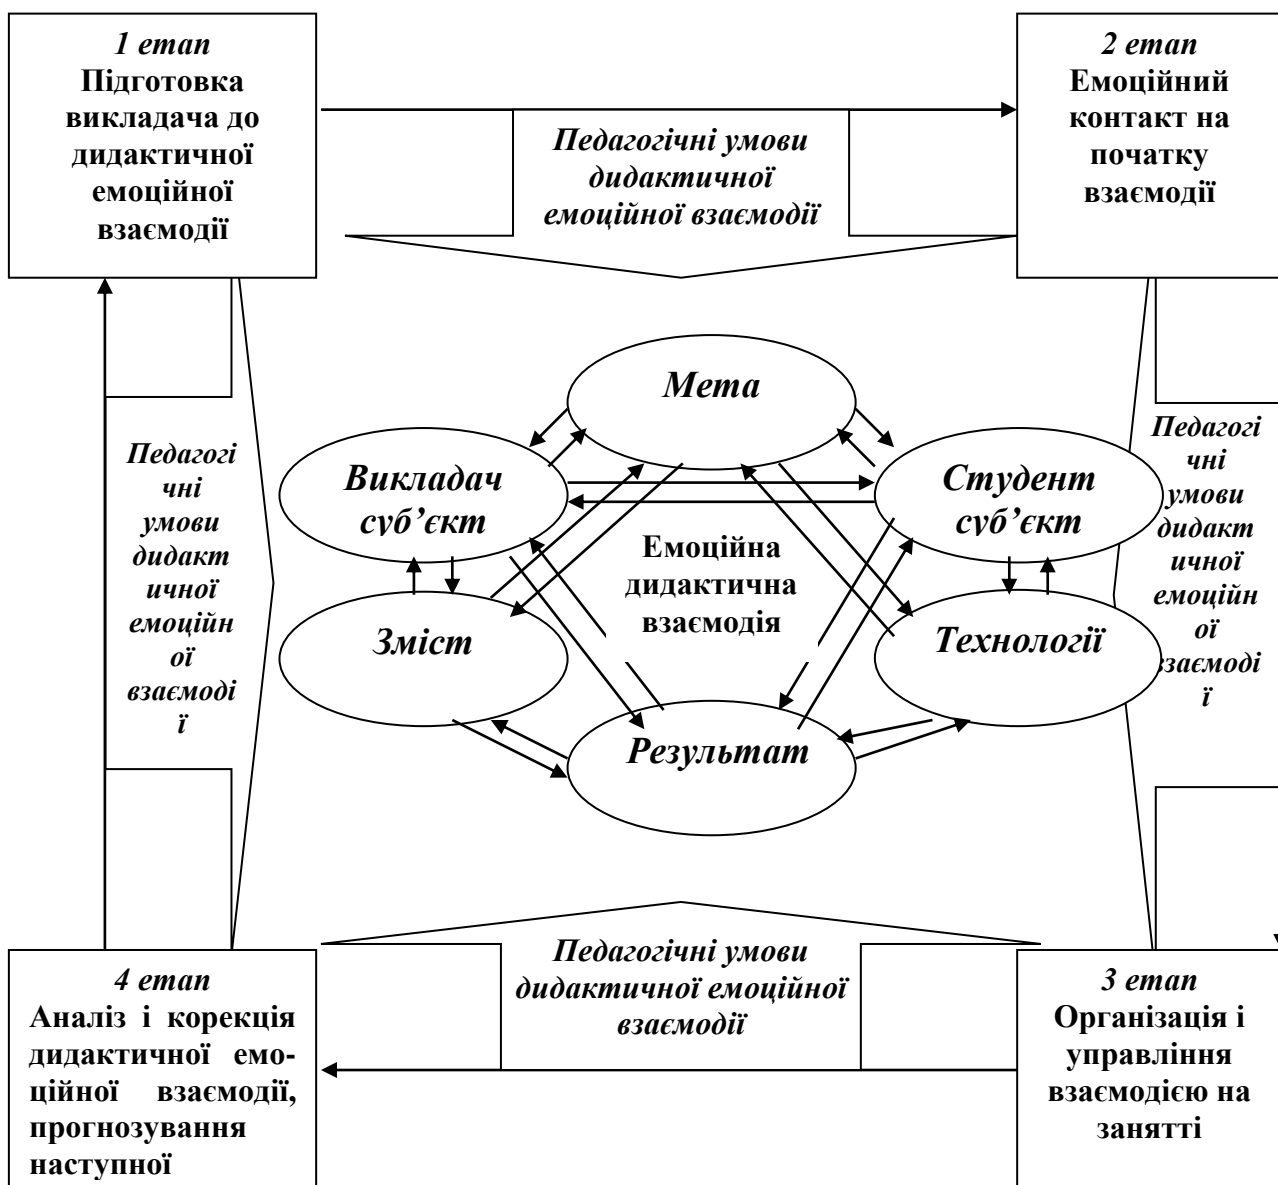 1 етап
Підготовка
викладача до
дидактичної
емоційної
взаємодії
Педагогічні умови
дидактичної
емоційної взаємодії
2 етап
Емоційний
контакт на
початку
взаємодії
Мета
Викладач
суб’єкт
Студент
суб’єкт
Емоційна
дидактична
взаємодія
Зміст
Технології
Результат
Педагогі
чні
умови
дидакт
ичної
емоційн
ої
взаємоді
ї
Педагогі
чні
умови
дидакт
ичної
емоційн
ої
взаємоді
ї
4 етап
Аналіз і корекція
дидактичної емо-
ційної взаємодії,
прогнозування
наступної
Педагогічні умови
дидактичної емоційної
взаємодії
3 етап
Організація і
управління
взаємодією на
занятті